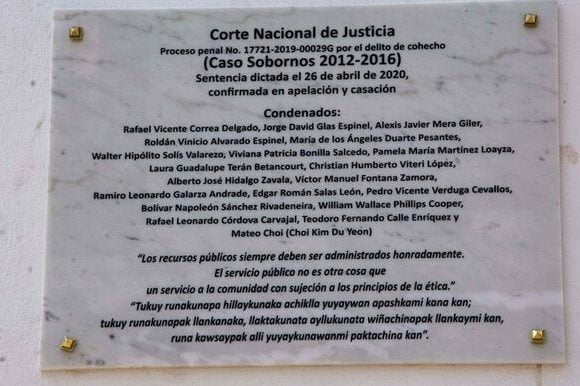 Corte Nacional de Justicia
Proceso penal No. 17721-2019-00029G por el delito de cohecho
(Caso Sobornos 2012-2016)
Sentencia dictada el 26 de abril de 2020,
confirmada en apelación y casación
Condenados:
Rafael Vicente Correa Delgado, Jorge David Glas Espinel, Alexis Javier Mera Giler,
Roldán Vinicio Alvarado Espinel, María de los Ángeles Duarte Pesantes,
Walter Hipólito Solís Valarezo, Viviana Patricia Bonilla Salcedo, Pamela María Martínez Loayza,
Laura Guadalupe Terán Betancourt, Christian Humberto Viteri López,
Alberto José Hidalgo Zavala, Víctor Manuel Fontana Zamora,
Ramiro Leonardo Galarza Andrade, Edgar Román Salas León, Pedro Vicente Verduga Cevallos,
Bolívar Napoleón Sánchez Rivadeneira, William Wallace Phillips Cooper,
Rafael Leonardo Córdova Carvajal, Teodoro Fernando Calle Enríquez y
Mateo Choi (Choi Kim Du Yeon)
“Los recursos públicos siempre deben ser administrados honradamente.
El servicio público no es otra cosa que
un servicio a la comunidad con sujeción a los principios de la ética.”
“Tukuy runakunapa hillaykunaka achiklla yuyaywan apashkami kana kan;
tukuy runakunapak llankanaka, llaktakunata ayllukunata wiñachinapak llankaymi kan,
runa kawsaypak alli yuyaykunawanmi paktachina kan”.